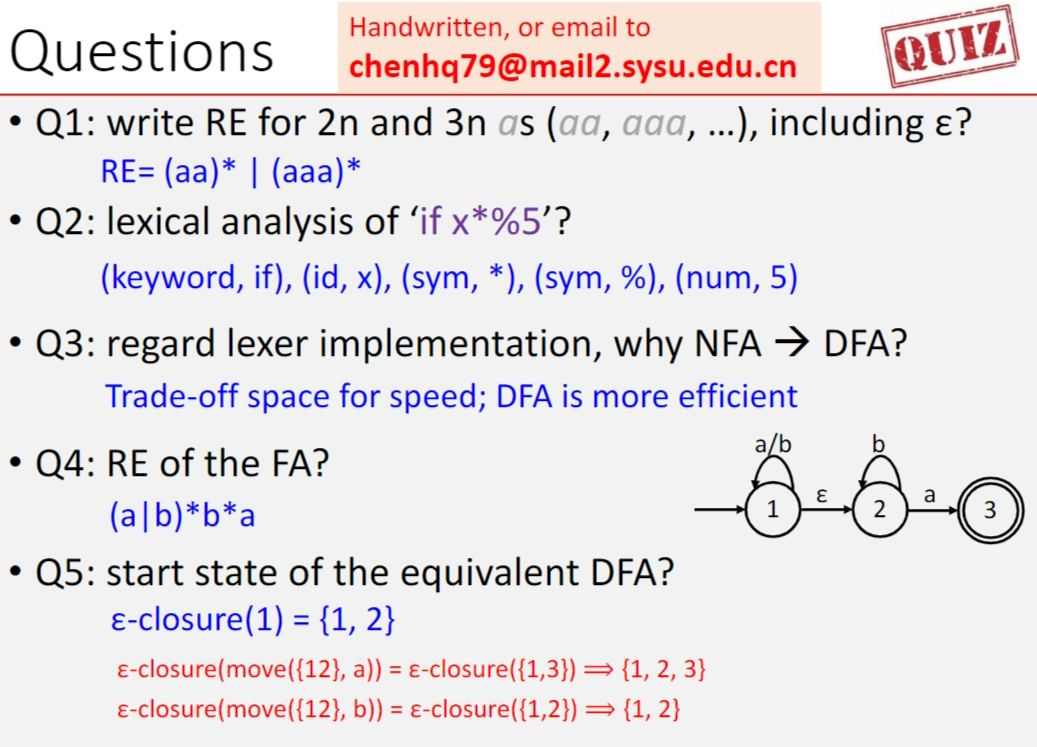 Questions
Handwritten, or email to
chenhq79@mail2.sysu.edu.cn
QUIZ
• Q1: write RE for 2n and 3n as (aa, aaa, …), including ε?
RE= (aa)* | (aaa)*
• Q2: lexical analysis of ‘if x*%5’?
(keyword, if), (id, x), (sym, *), (sym, %), (num, 5)
• Q3: regard lexer implementation, why NFA → DFA?
Trade-off space for speed; DFA is more efficient
• Q4: RE of the FA?
(a|b)*b*a
a/b
b
1
ε
2
a
3
• Q5: start state of the equivalent DFA?
ε-closure(1) = {1, 2}
ε-closure(move({12}, a)) = ε-closure({1,3}) ⟹ {1, 2, 3}
ε-closure(move({12}, b)) = ε-closure({1,2}) ⟹ {1, 2}